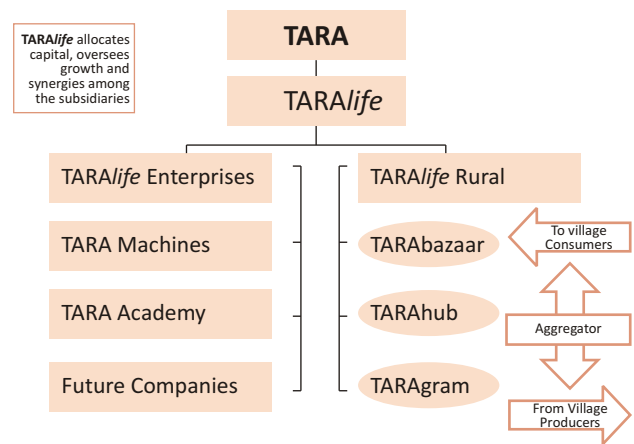 TARA
TARAlife allocates
capital, oversees
growth and
synergies among
the subsidiaries
TARAlife
TARAlife Enterprises
TARAlife Rural
TARA Machines
TARAbazaar
To village
Consumers
TARA Academy
TARAhub
Aggregator
Future Companies
TARAgram
From Village
Producers